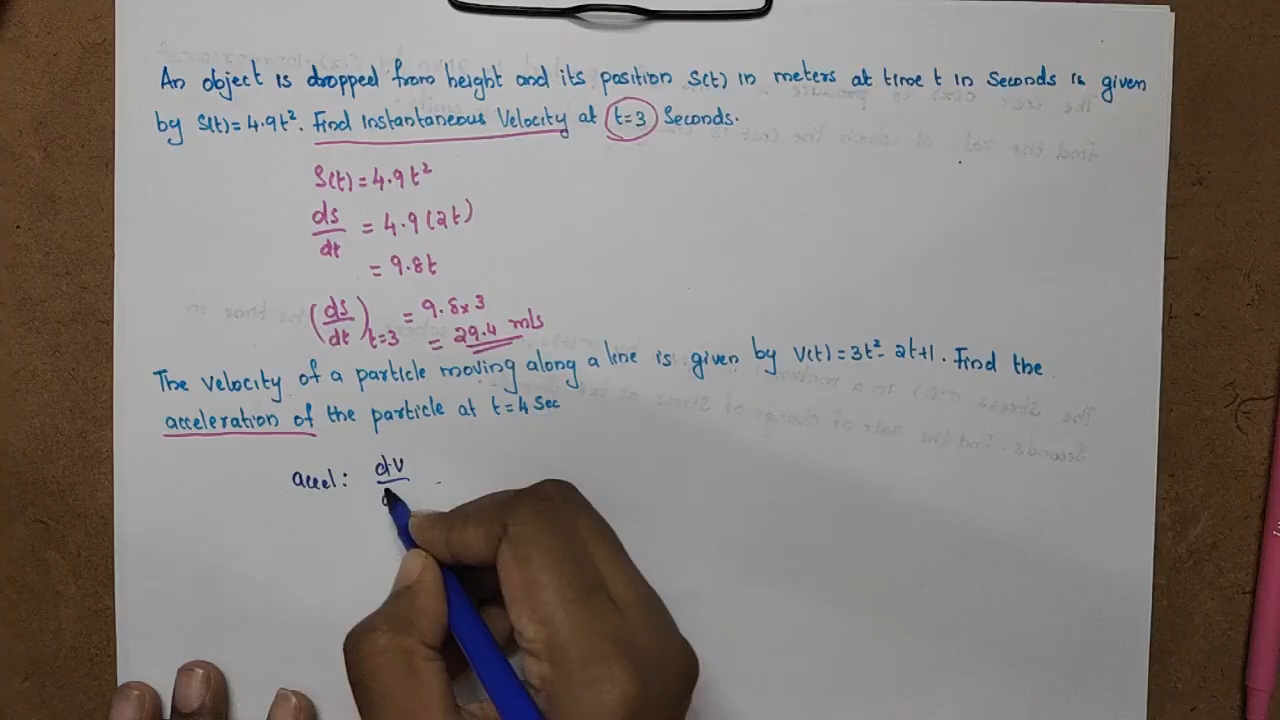 An object is dropped from height and its position S(t) in meters at time t in Seconds is given
by S(t) = 4.9t². Find Instantaneous Velocity at t=3 Seconds.
S(t) = 4.9t²
ds/dt = 4.9(2t)
= 9.8t
(ds/dt)t=3 = 9.8×3
= 29.4 m/s
The velocity of a particle moving along a line is given by V(t) = 3t² - 2t+1. Find the
acceleration of the particle at t=4 Sec
accel: dv